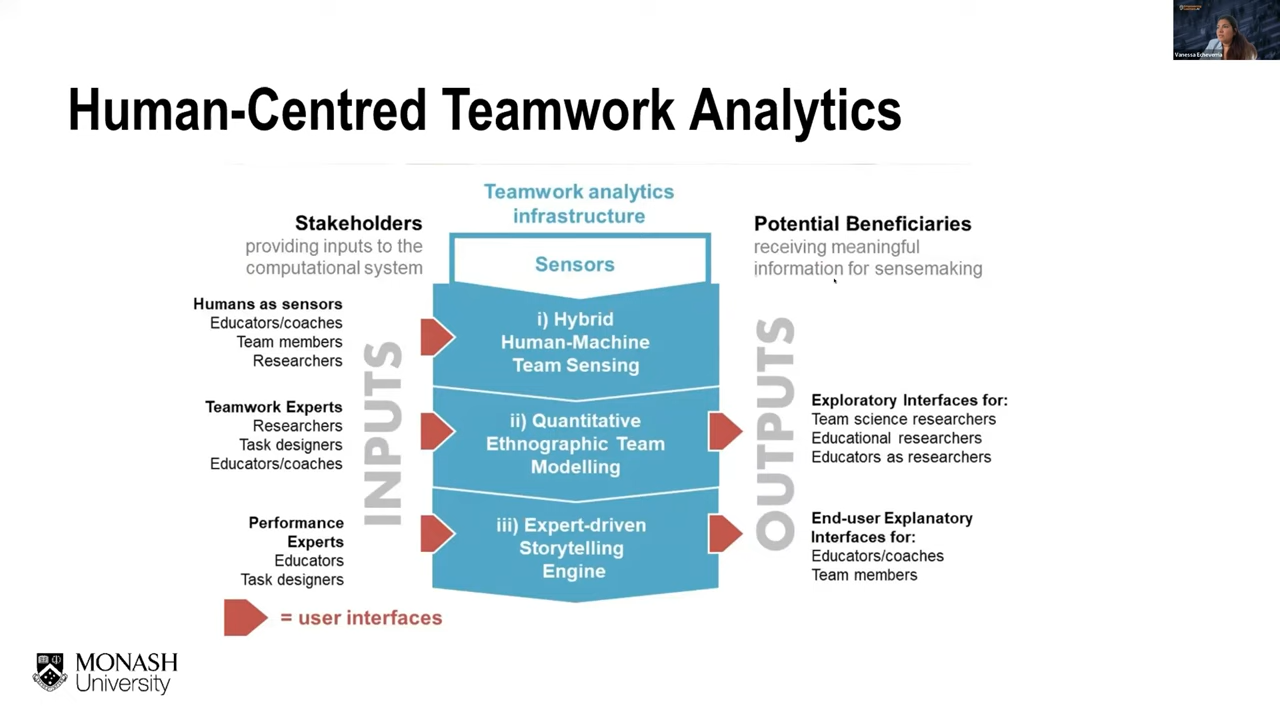 Vanessa Echeverria
Human-Centred Teamwork Analytics
Teamwork analytics
infrastructure
Stakeholders
providing inputs to the
computational system
Potential Beneficiaries
receiving meaningful
information for sensemaking
Sensors
Humans as sensors
Educators/coaches
Team members
Researchers
Teamwork Experts
Researchers
Task designers
Educators/coaches
Performance
Experts
Educators
Task designers
INPUTS
i) Hybrid
Human-Machine
Team Sensing
ii) Quantitative
Ethnographic Team
Modelling
iii) Expert-driven
Storytelling
Engine
OUTPUTS
Exploratory Interfaces for:
Team science researchers
Educational researchers
Educators as researchers
End-user Explanatory
Interfaces for:
Educators/coaches
Team members
= user interfaces
MONASH
University